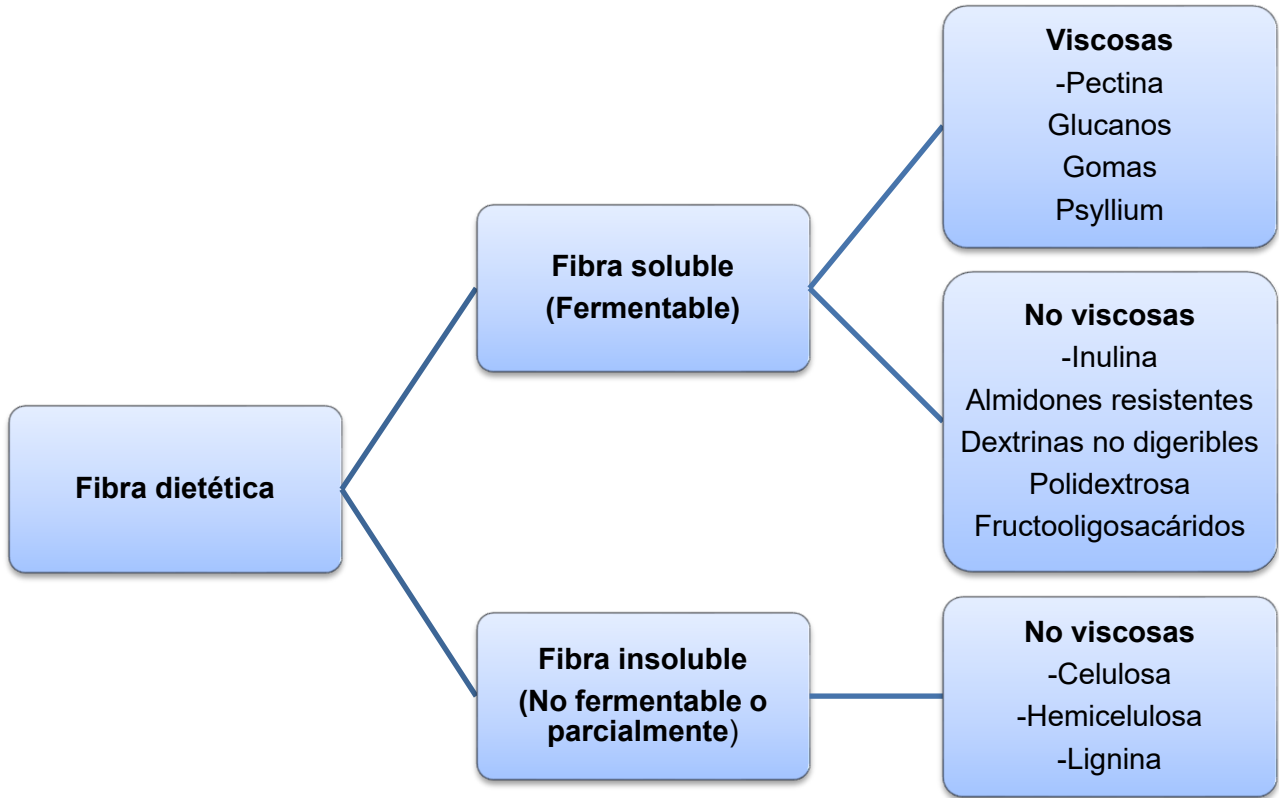 Fibra dietética
Fibra soluble
(Fermentable)
Viscosas
-Pectina
Glucanos
Gomas
Psyllium
No viscosas
-Inulina
Almidones resistentes
Dextrinas no digeribles
Polidextrosa
Fructooligosacáridos
Fibra insoluble
(No fermentable o
parcialmente)
No viscosas
-Celulosa
-Hemicelulosa
-Lignina